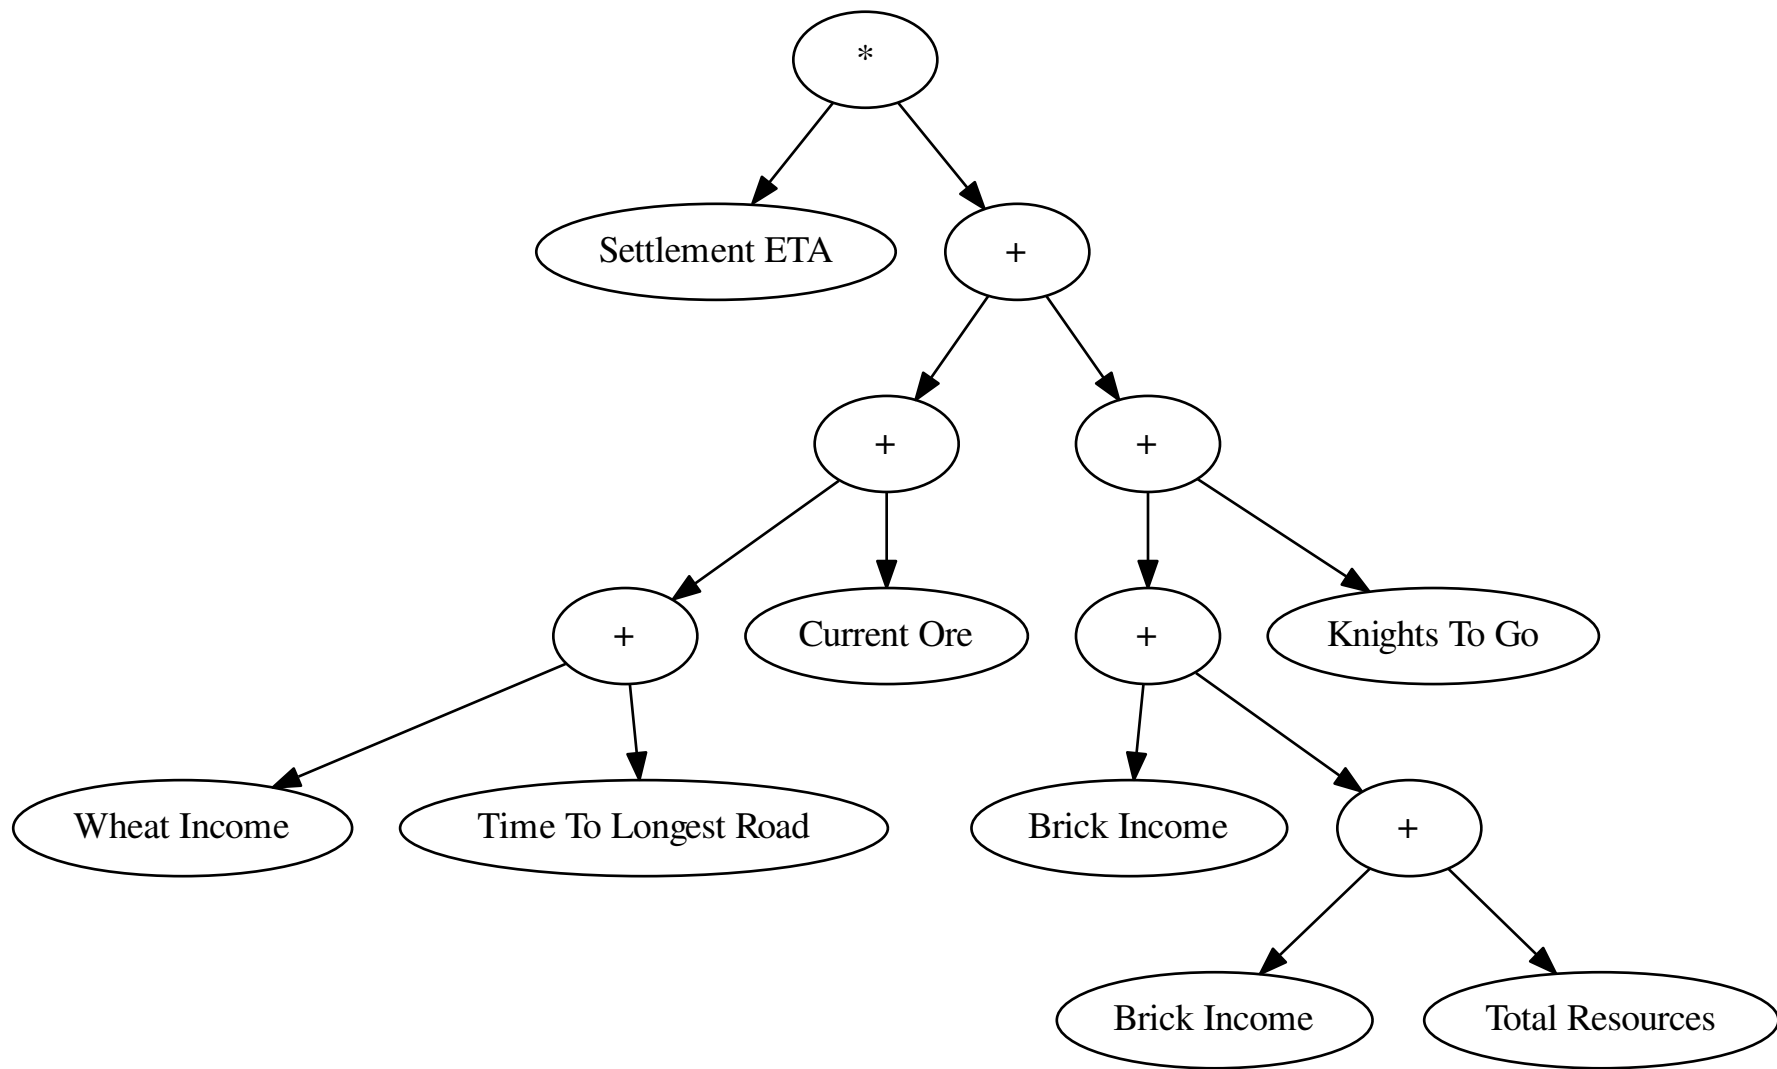 *
Settlement ETA
+
+
+
+
Current Ore
+
Knights To Go
Wheat Income
Time To Longest Road
Brick Income
+
Brick Income
Total Resources